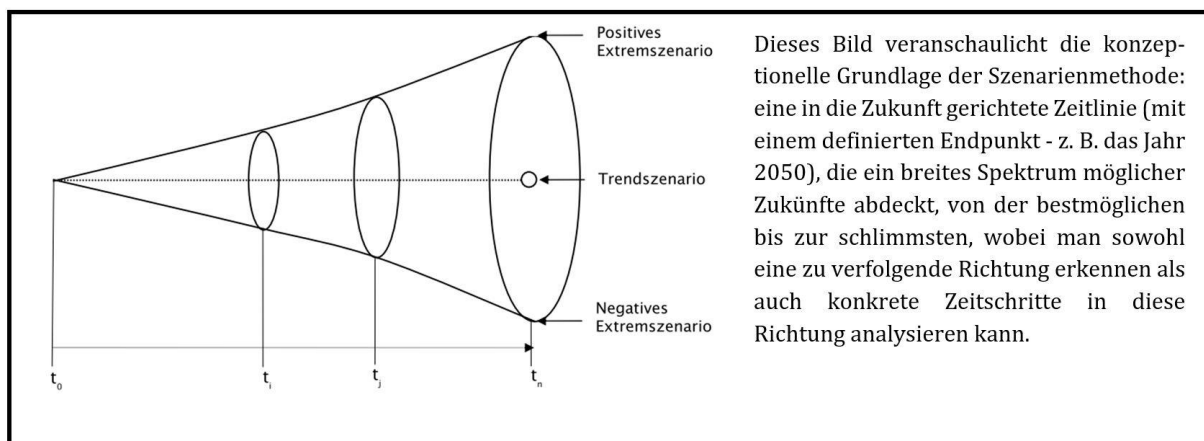 Positives
Extremszenario
Trendszenario
Negatives
Extremszenario
t₀
tᵢ
tⱼ
tₙ
Dieses Bild veranschaulicht die konzep-
tionelle Grundlage der Szenarienmethode:
eine in die Zukunft gerichtete Zeitlinie (mit
einem definierten Endpunkt - z. B. das Jahr
2050), die ein breites Spektrum möglicher
Zukünfte abdeckt, von der bestmöglichen
bis zur schlimmsten, wobei man sowohl
eine zu verfolgende Richtung erkennen als
auch konkrete Zeitschritte in diese
Richtung analysieren kann.